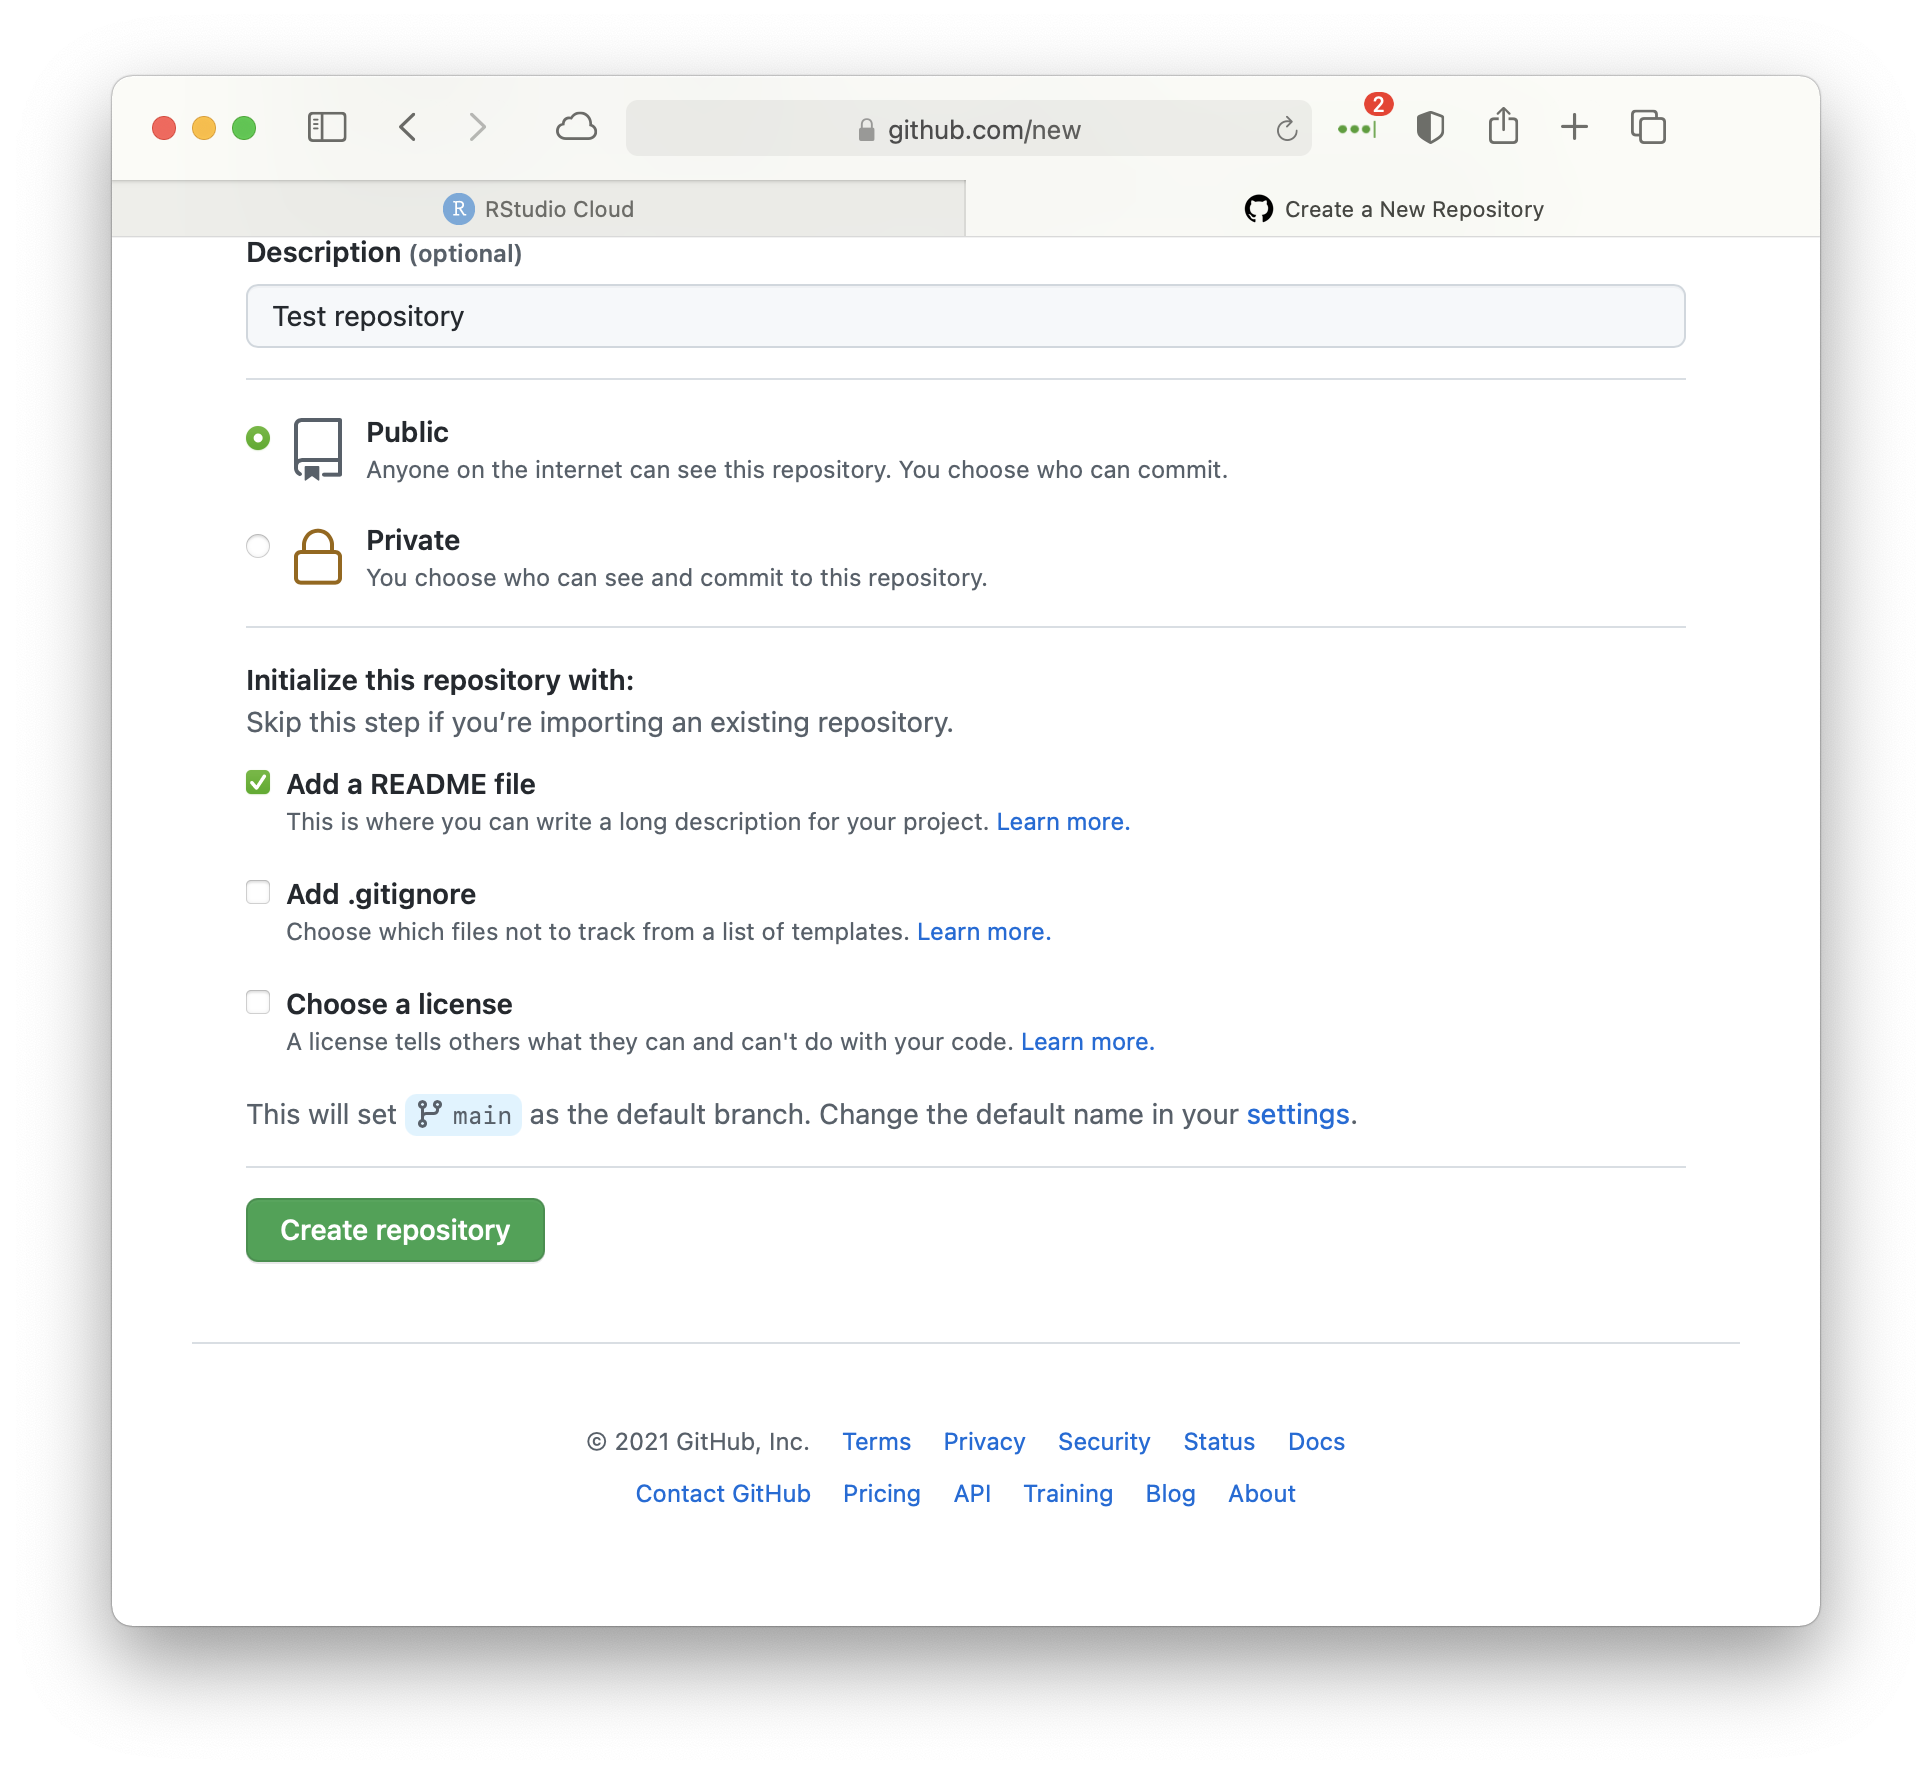 github.com/new
2
R RStudio Cloud
Create a New Repository
Description (optional)
Test repository
Public
Anyone on the internet can see this repository. You choose who can commit.
Private
You choose who can see and commit to this repository.
Initialize this repository with:
Skip this step if you’re importing an existing repository.
Add a README file
This is where you can write a long description for your project. Learn more.
Add .gitignore
Choose which files not to track from a list of templates. Learn more.
Choose a license
A license tells others what they can and can't do with your code. Learn more.
This will set main as the default branch. Change the default name in your settings.
Create repository
© 2021 GitHub, Inc. Terms Privacy Security Status Docs
Contact GitHub Pricing API Training Blog About